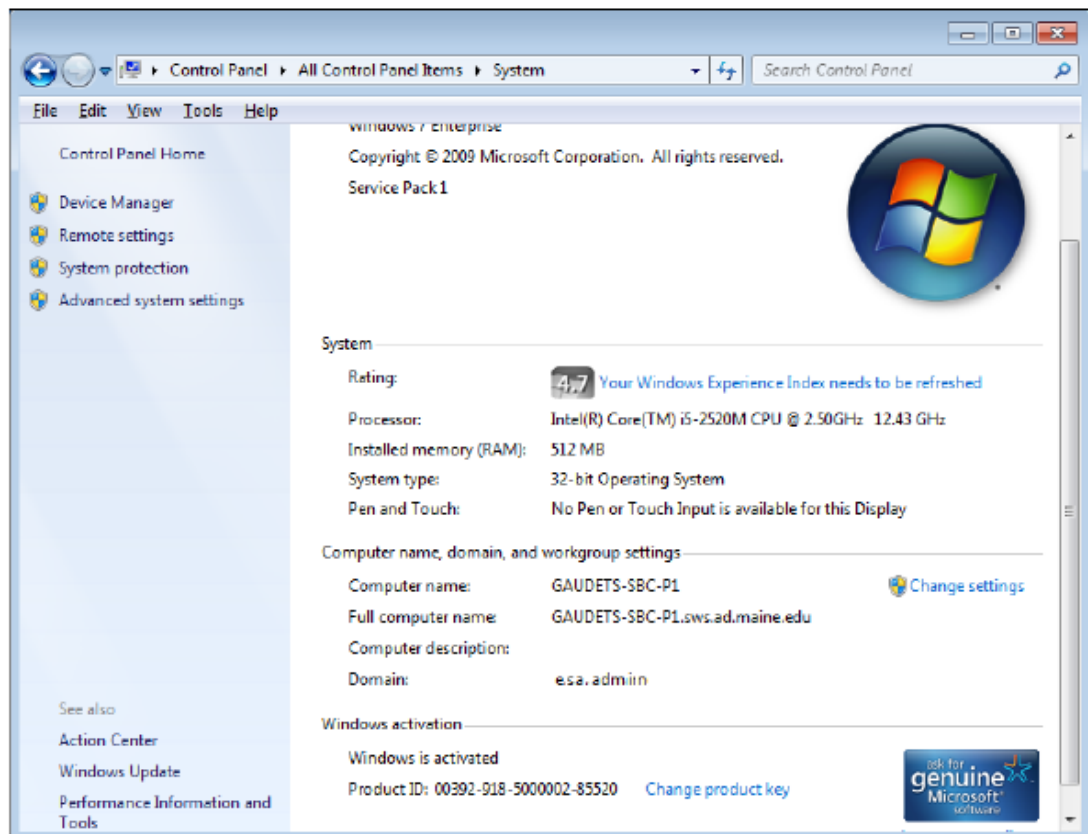 Control Panel ▸ All Control Panel Items ▸ System
Search Control Panel
File Edit View Tools Help
Control Panel Home
Device Manager
Remote settings
System protection
Advanced system settings
See also
Action Center
Windows Update
Performance Information and
Tools
Windows 7 Enterprise
Copyright © 2009 Microsoft Corporation. All rights reserved.
Service Pack 1
System
Rating: 4.7 Your Windows Experience Index needs to be refreshed
Processor: Intel(R) Core(TM) i5-2520M CPU @ 2.50GHz 12.43 GHz
Installed memory (RAM): 512 MB
System type: 32-bit Operating System
Pen and Touch: No Pen or Touch Input is available for this Display
Computer name, domain, and workgroup settings
Computer name: GAUDETS-SBC-P1
Change settings
Full computer name: GAUDETS-SBC-P1.sws.ad.maine.edu
Computer description:
Domain: esa. admiin
Windows activation
Windows is activated
Product ID: 00392-918-5000002-85520 Change product key
ask for
genuine
Microsoft
software